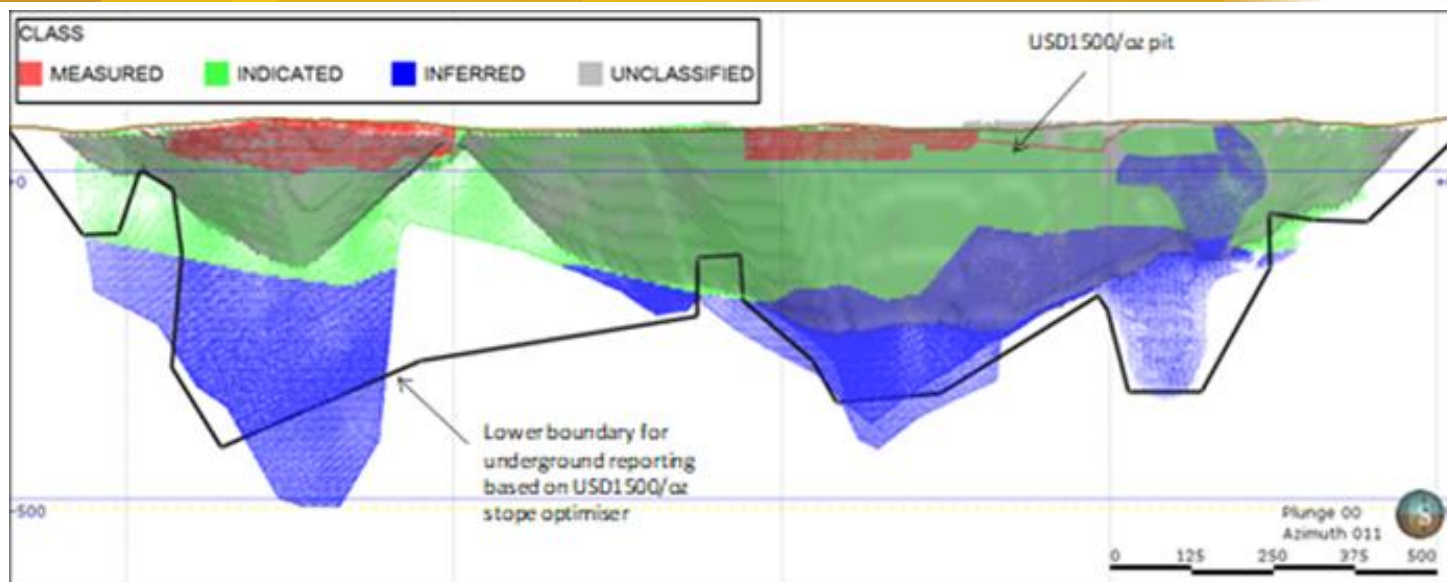 CLASS
MEASURED INDICATED INFERRED UNCLASSIFIED
USD1500/oz pit
0
Lower boundary for
underground reporting
based on USD1500/oz
stope optimiser
-500
Plunge 00
Azimuth 011
S
0 125 250 375 500